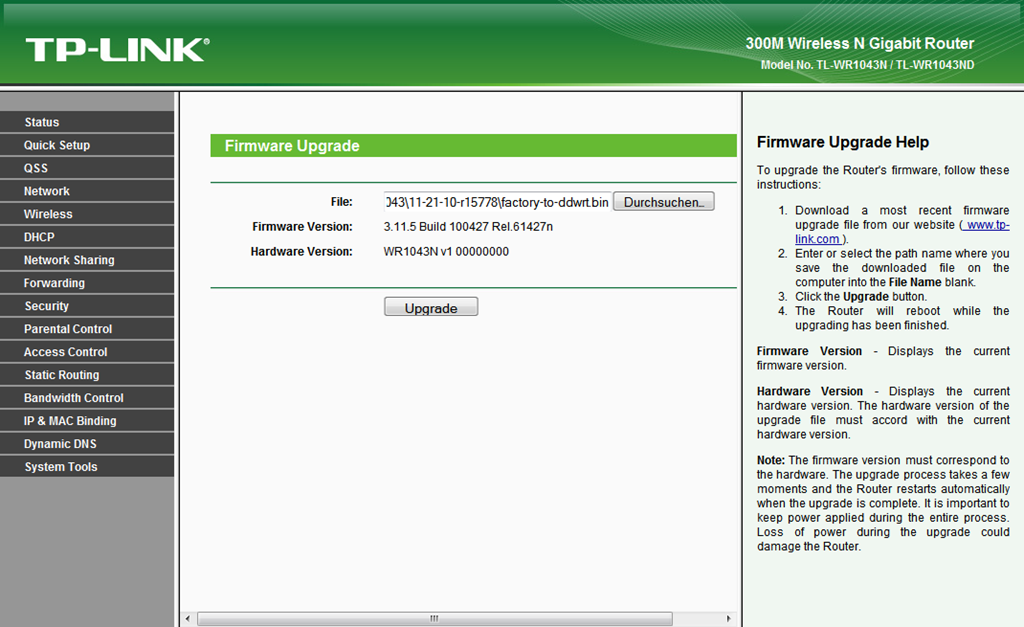 TP-LINK®
300M Wireless N Gigabit Router
Model No. TL-WR1043N / TL-WR1043ND
Status
Quick Setup
QSS
Network
Wireless
DHCP
Network Sharing
Forwarding
Security
Parental Control
Access Control
Static Routing
Bandwidth Control
IP & MAC Binding
Dynamic DNS
System Tools
Firmware Upgrade
File: 043\11-21-10-r15778\factory-to-ddwrt.bin Durchsuchen...
Firmware Version: 3.11.5 Build 100427 Rel.61427n
Hardware Version: WR1043N v1 00000000
Upgrade
Firmware Upgrade Help
To upgrade the Router's firmware, follow these
instructions:
1. Download a most recent firmware
upgrade file from our website ( www.tp-
link.com ).
2. Enter or select the path name where you
save the downloaded file on the
computer into the File Name blank.
3. Click the Upgrade button.
4. The Router will reboot while the
upgrading has been finished.
Firmware Version - Displays the current
firmware version.
Hardware Version - Displays the current
hardware version. The hardware version of the
upgrade file must accord with the current
hardware version.
Note: The firmware version must correspond to
the hardware. The upgrade process takes a few
moments and the Router restarts automatically
when the upgrade is complete. It is important to
keep power applied during the entire process.
Loss of power during the upgrade could
damage the Router.